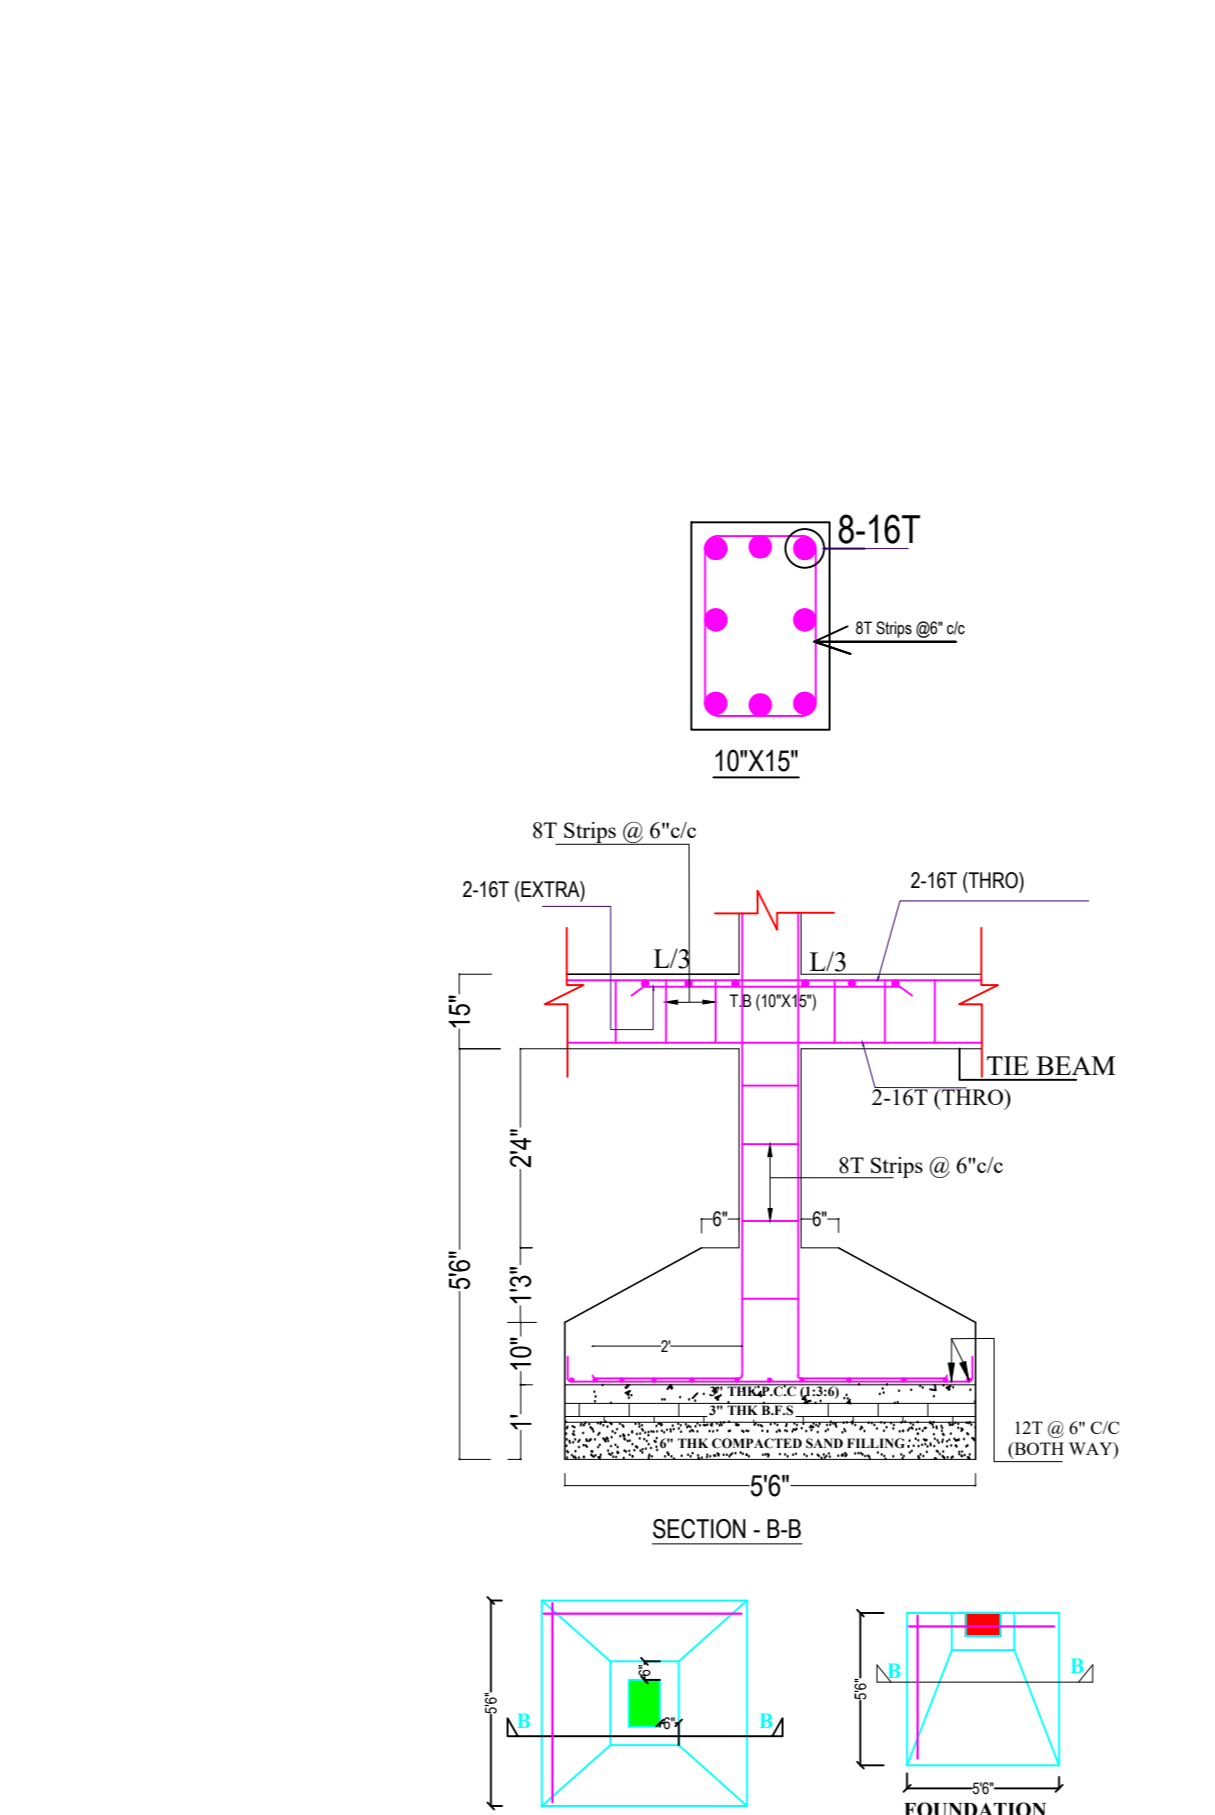 8-16T
8T Strips @6" c/c
10"X15"
8T Strips @ 6"c/c
2-16T (EXTRA)
2-16T (THRO)
L/3
L/3
15"
T.B (10"X15")
TIE BEAM
2-16T (THRO)
2'4"
8T Strips @ 6"c/c
6"
6"
5'6"
1'3"
10"
2'
3" THK P.C.C (1:3:6)
3" THK B.F.S
1'
6" THK COMPACTED SAND FILLING
12T @ 6" C/C
(BOTH WAY)
5'6"
SECTION - B-B
5'6"
6"
6"
B
B
5'6"
B
B
5'6"
FOUNDATION